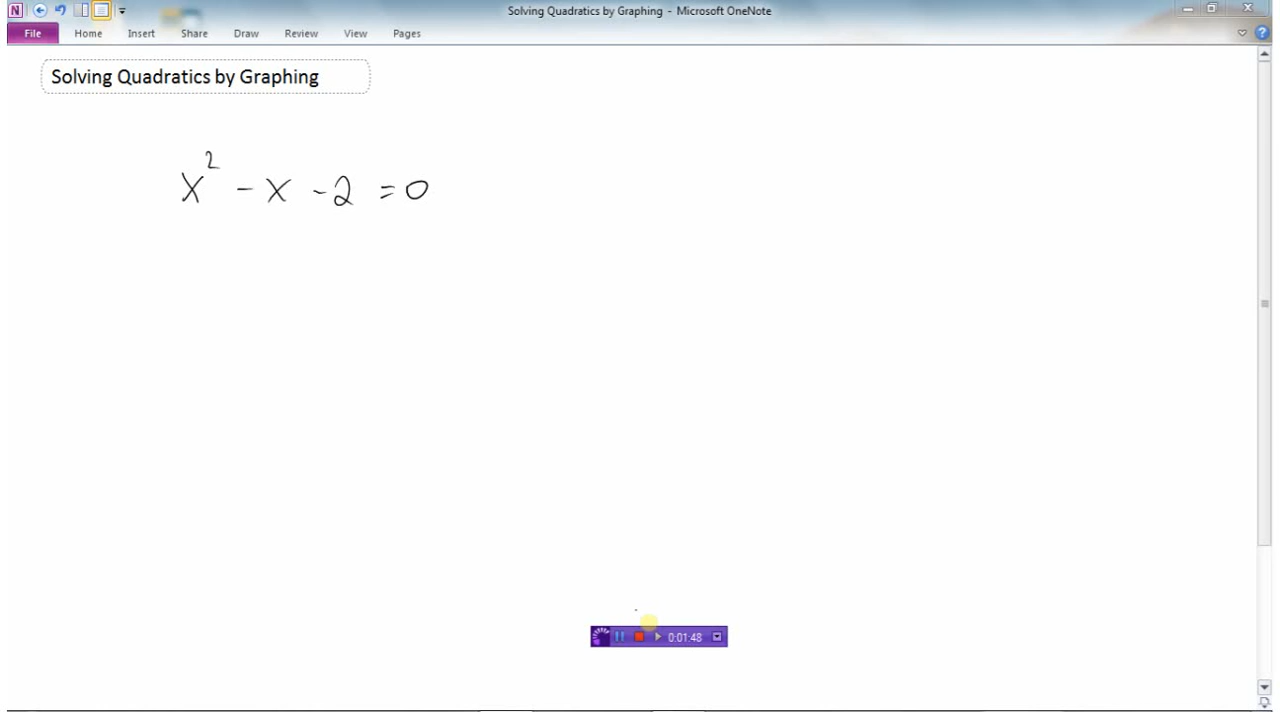 Solving Quadratics by Graphing - Microsoft OneNote
File Home Insert Share Draw Review View Pages
Solving Quadratics by Graphing
x² - x - 2 = 0
0:01:48